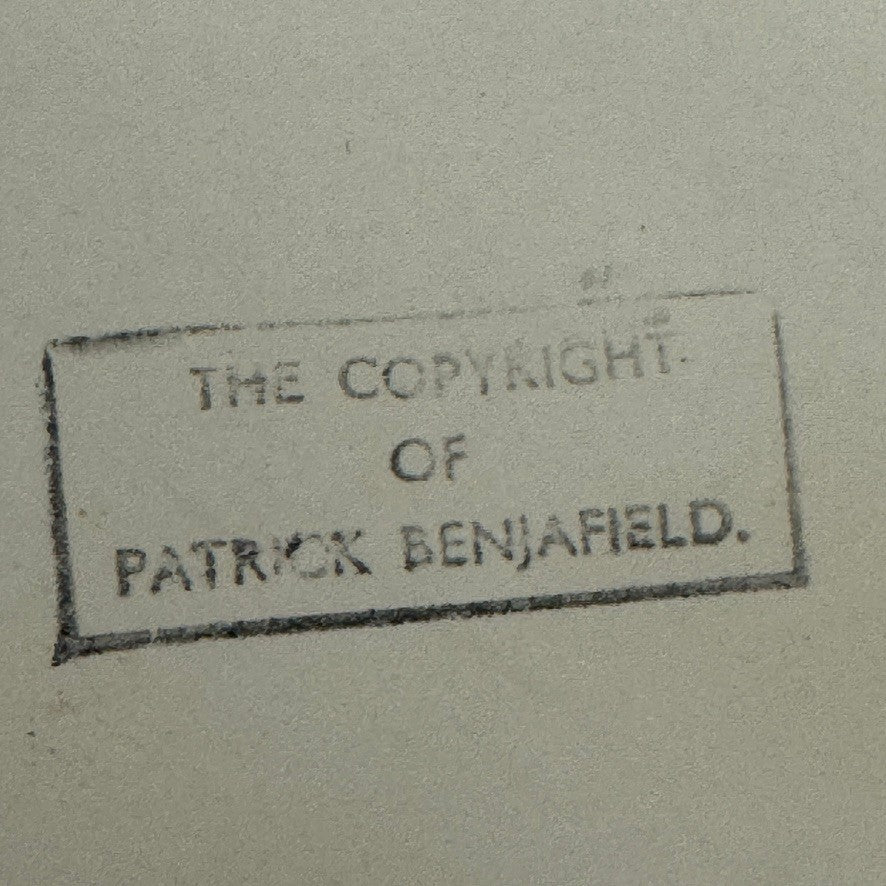 THE COPYRIGHT.
OF
PATRICK BENJAFIELD.